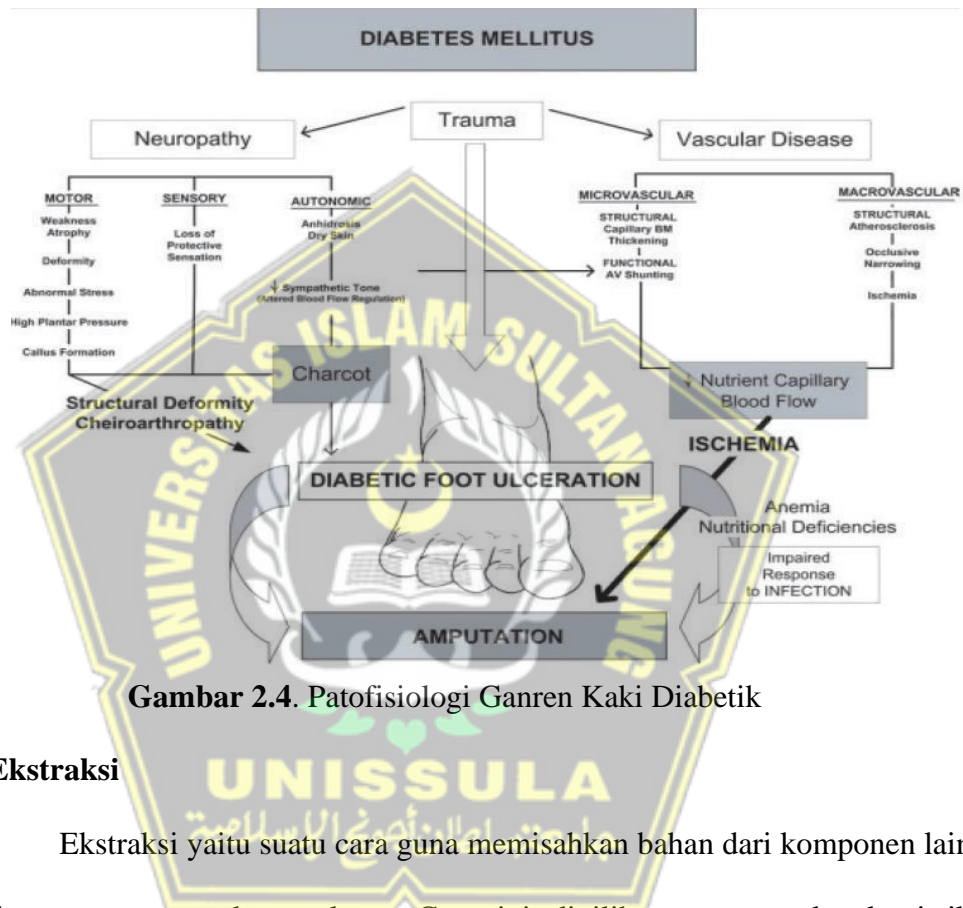 DIABETES MELLITUS
Trauma
Neuropathy
Vascular Disease
MOTOR
Weakness
Atrophy
Deformity
Abnormal Stress
High Plantar Pressure
Callus Formation
SENSORY
Loss of
Protective
Sensation
AUTONOMIC
Anhidrosis
Dry Skin
↓ Sympathetic Tone
(Altered Blood Flow Regulation)
MICROVASCULAR
STRUCTURAL
Capillary BM
Thickening
FUNCTIONAL
AV Shunting
MACROVASCULAR
STRUCTURAL
Atherosclerosis
Occlusive
Narrowing
Ischemia
Charcot
Structural Deformity
Cheiroarthropathy
↓ Nutrient Capillary
Blood Flow
ISCHEMIA
DIABETIC FOOT ULCERATION
Anemia
Nutritional Deficiencies
Impaired
Response
to INFECTION
AMPUTATION
UNIVERSITAS ISLAM SULTAN AGUNG
Gambar 2.4. Patofisiologi Ganren Kaki Diabetik
Ekstraksi
UNISSULA
Ekstraksi yaitu suatu cara guna memisahkan bahan dari komponen lain